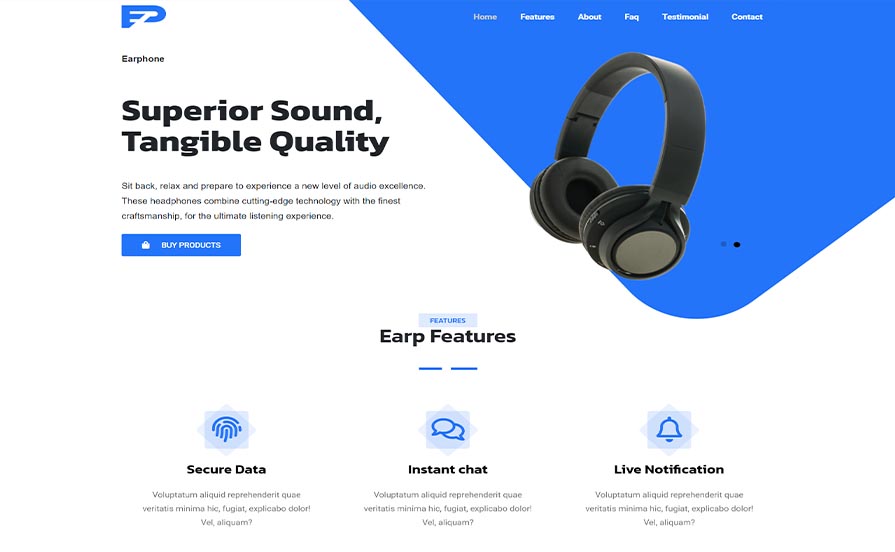 EP
Home Features About Faq Testimonial Contact
Earphone
Superior Sound,
Tangible Quality
Sit back, relax and prepare to experience a new level of audio excellence.
These headphones combine cutting-edge technology with the finest
craftsmanship, for the ultimate listening experience.
BUY PRODUCTS
FEATURES
Earp Features
Secure Data
Instant chat
Live Notification
Voluptatum aliquid reprehenderit quae
veritatis minima hic, fugiat, explicabo dolor!
Vel, aliquam?
Voluptatum aliquid reprehenderit quae
veritatis minima hic, fugiat, explicabo dolor!
Vel, aliquam?
Voluptatum aliquid reprehenderit quae
veritatis minima hic, fugiat, explicabo dolor!
Vel, aliquam?